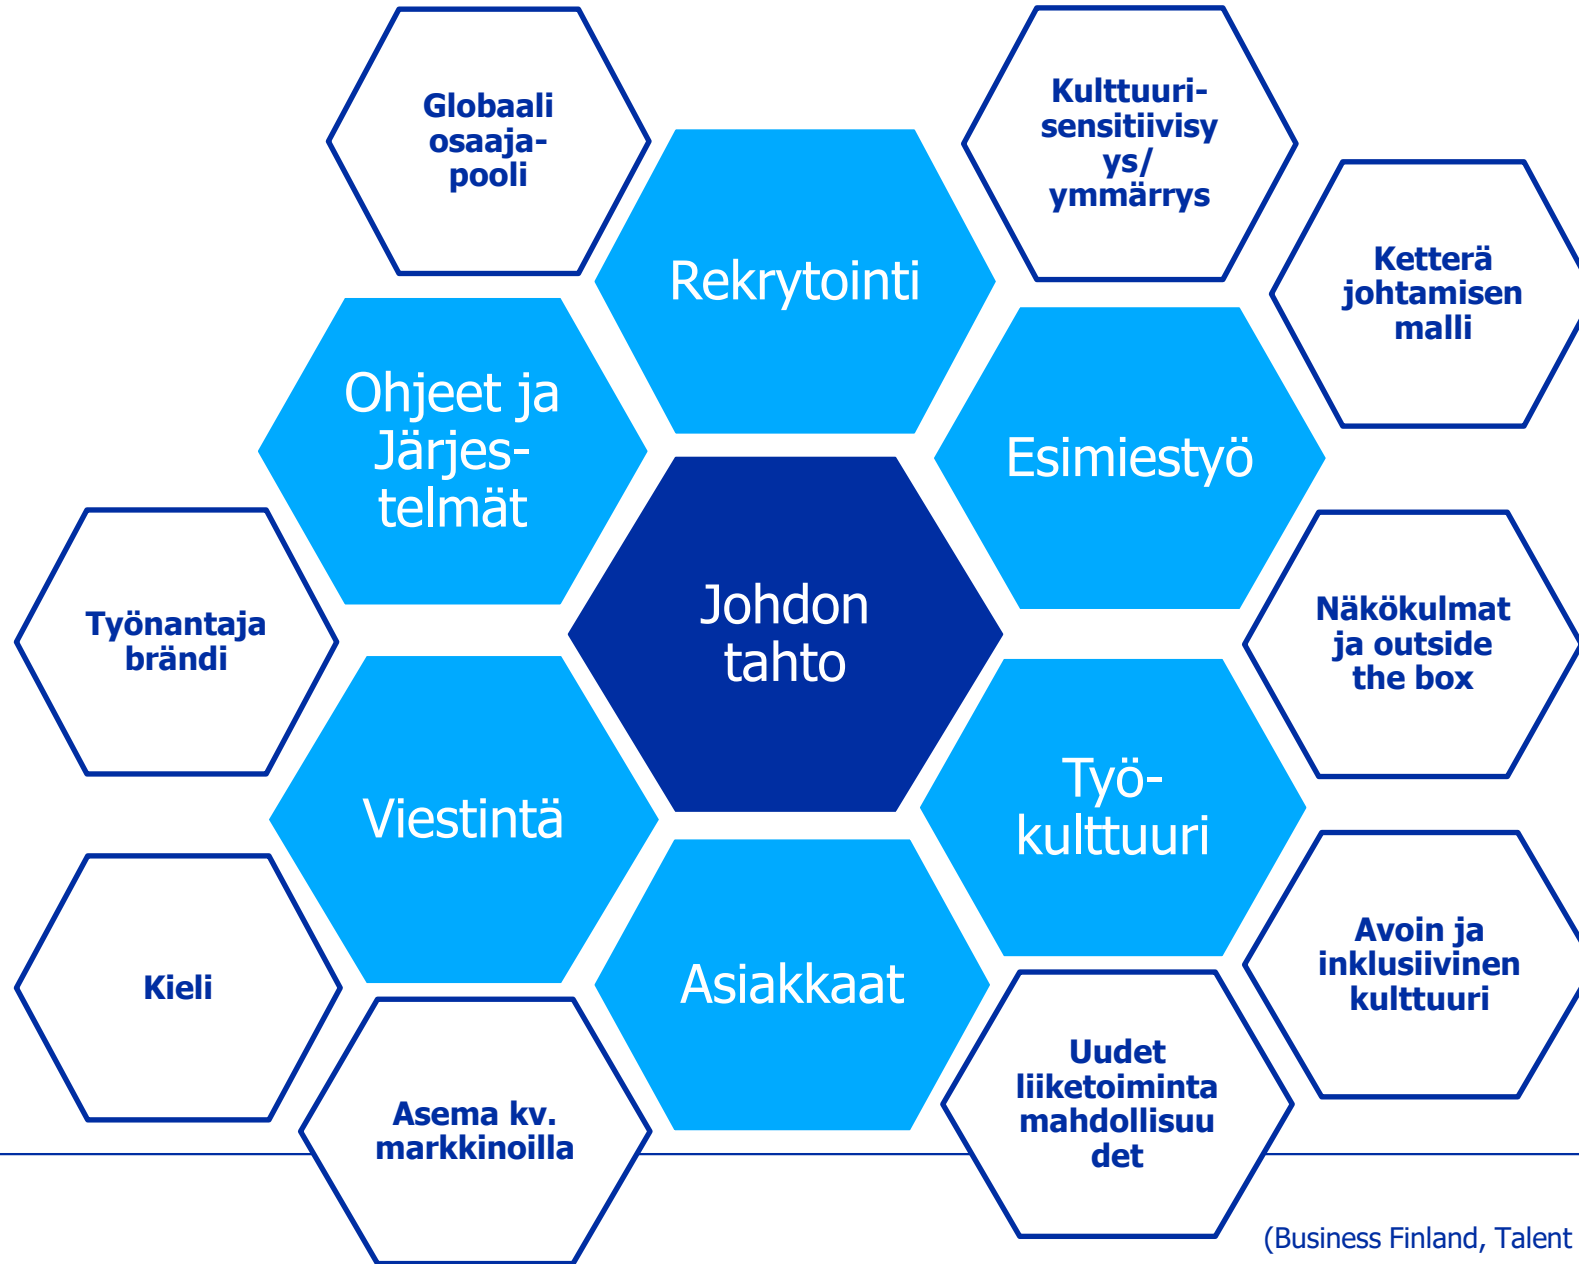 Globaali
osaaja-
pooli
Kulttuuri-
sensitiivisy
ys/
ymmärrys
Rekrytointi
Ketterä
johtamisen
malli
Ohjeet ja
Järjes-
telmät
Esimiestyö
Työnantaja
brändi
Johdon
tahto
Näkökulmat
ja outside
the box
Viestintä
Työ-
kulttuuri
Kieli
Asiakkaat
Avoin ja
inklusiivinen
kulttuuri
Asema kv.
markkinoilla
Uudet
liiketoiminta
mahdollisuu
det
(Business Finland, Talent